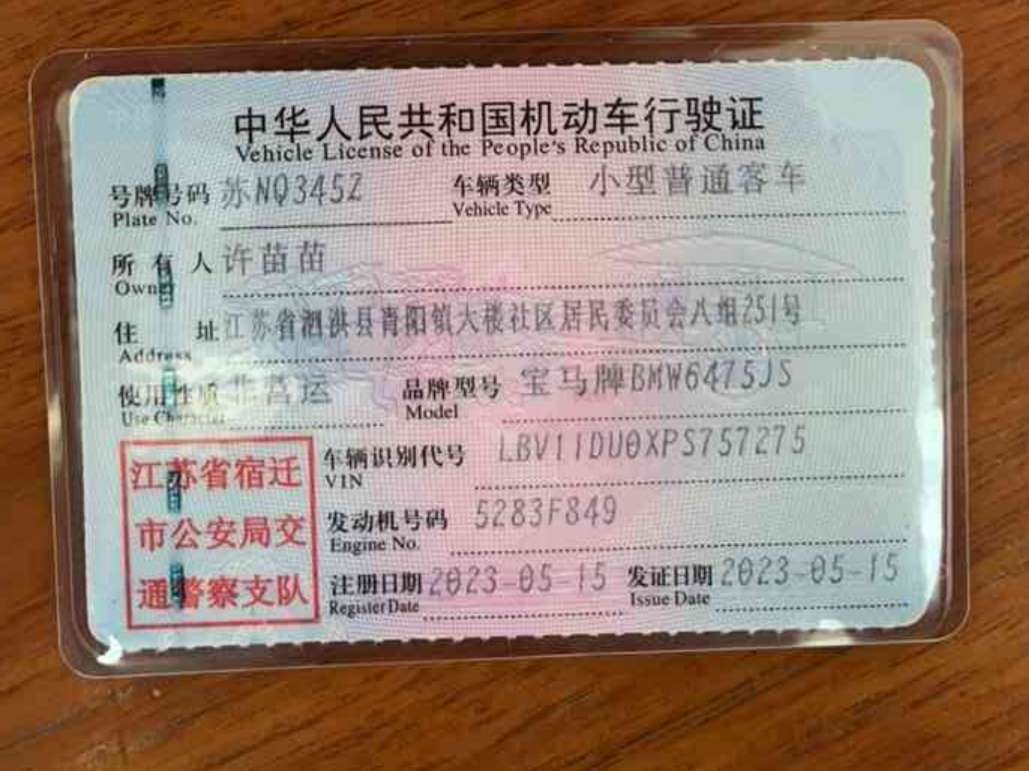 中华人民共和国机动车行驶证
Vehicle License of the People's Republic of China
号牌号码 苏NQ345Z 车辆类型 小型普通客车
Plate No. Vehicle Type
所有人 许苗苗
Owner
住址 江苏省泗洪县青阳镇大楼社区居民委员会八组251号
Address
使用性质 非营运 品牌型号 宝马牌BMW6475JS
Use Character Model
江苏省宿迁
市公安局交
通警察支队
车辆识别代号 LBV11DU0XPS757275
VIN
发动机号码 5283F849
Engine No.
注册日期 2023-05-15 发证日期 2023-05-15
Register Date Issue Date